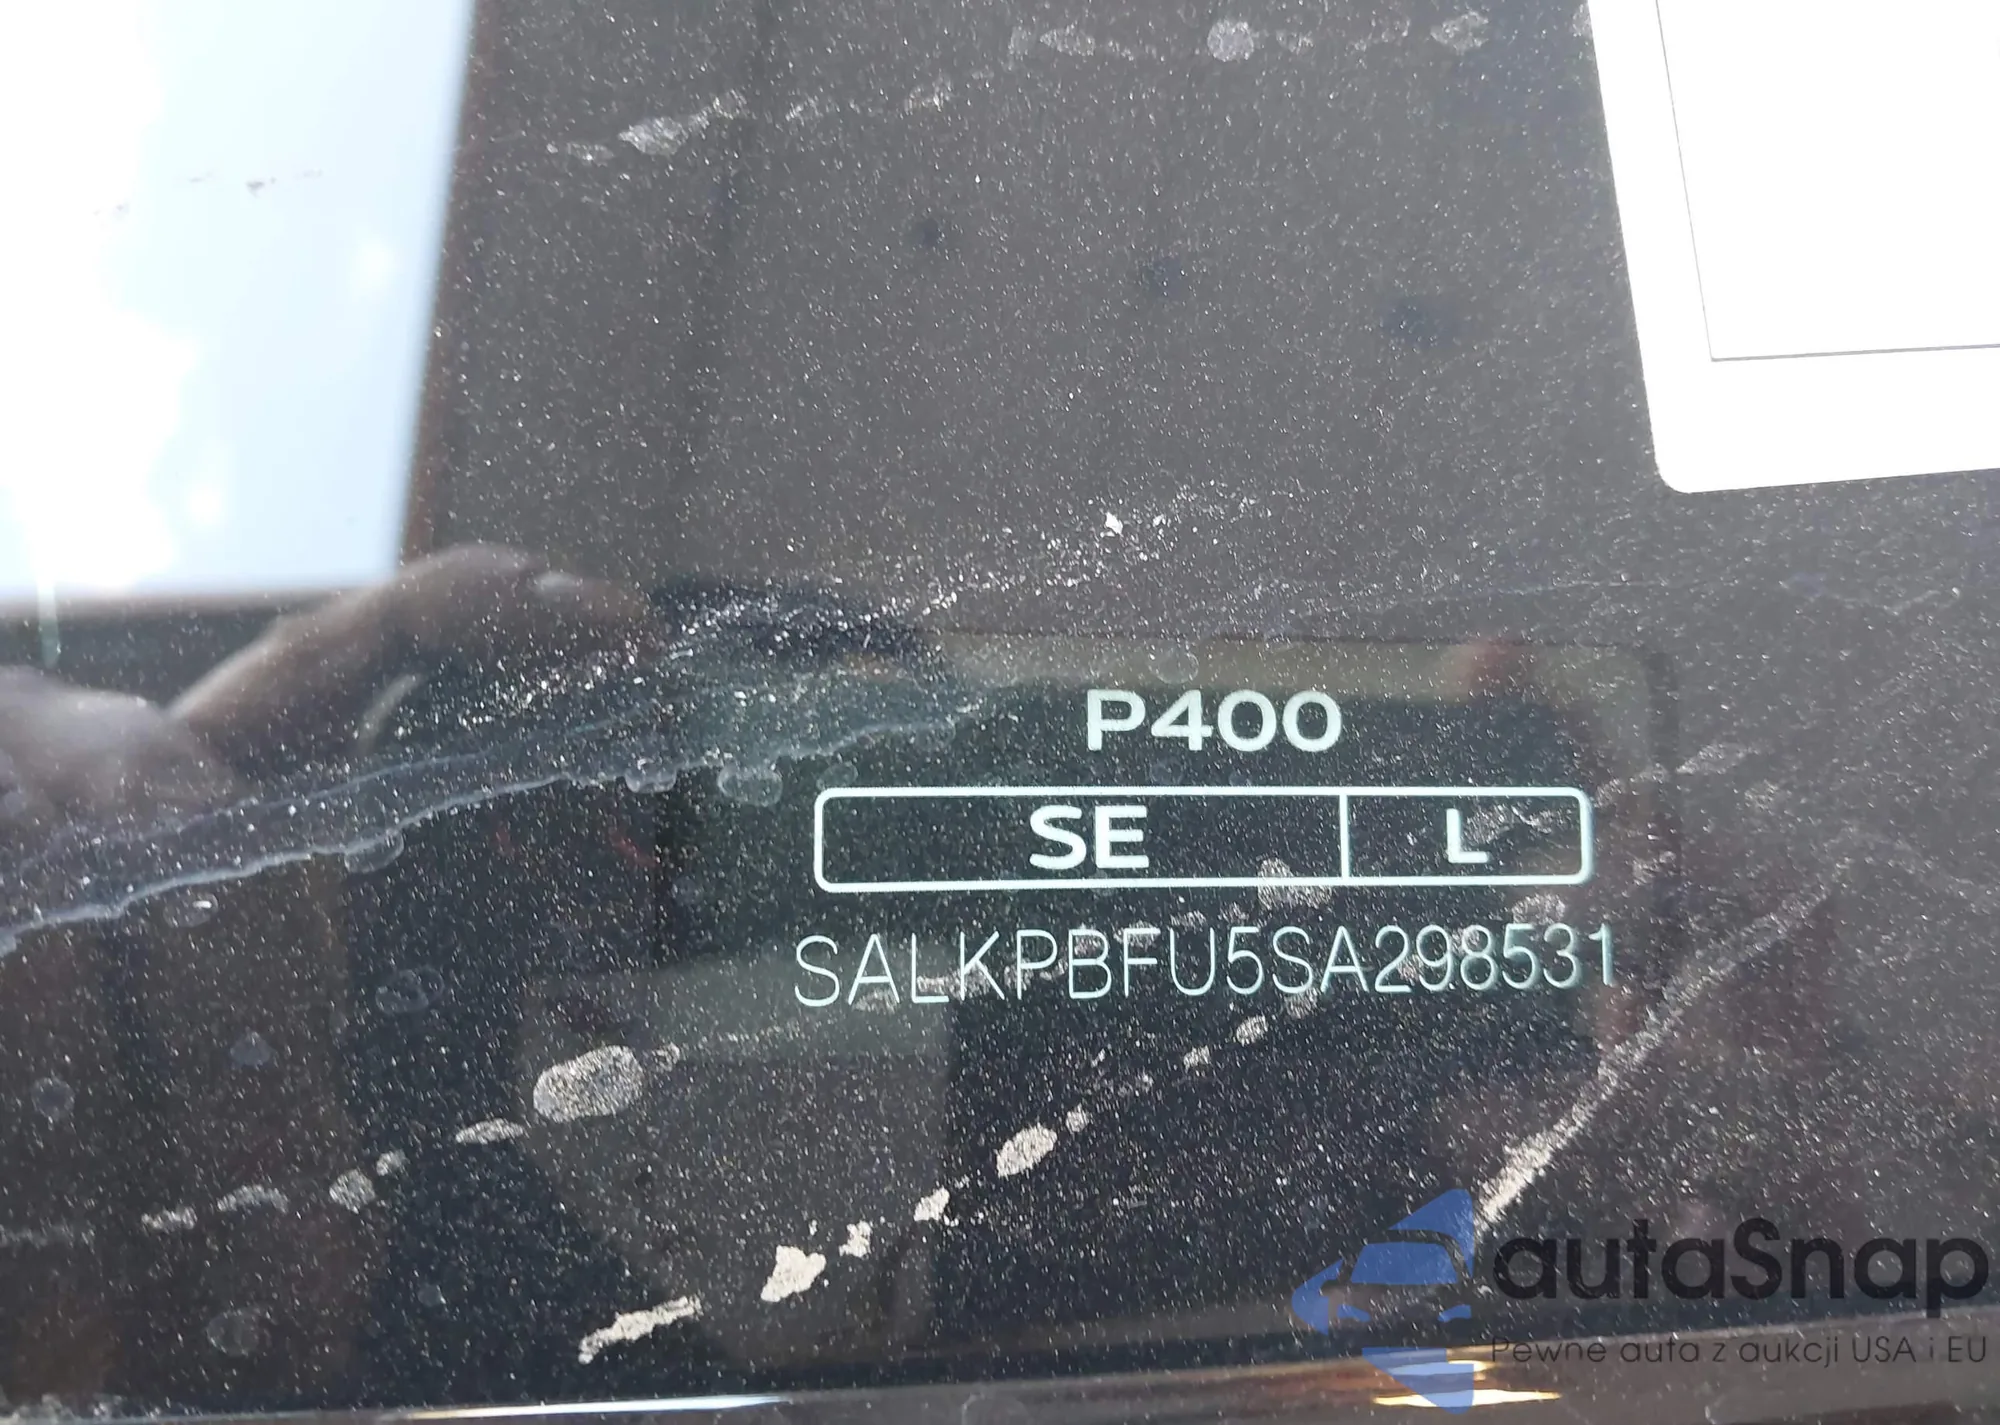 P400
SE L
SALKPBFU5SA298531
autaSnap
Pewne auta z aukcji USA i EU